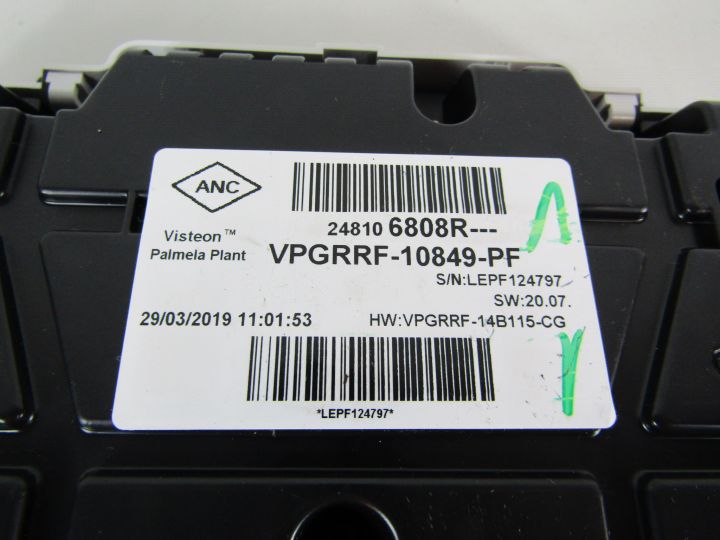 ANC
24810 6808R---
Visteon™
Palmela Plant
VPGRRF-10849-PF
S/N:LEPF124797
SW:20.07.
29/03/2019 11:01:53
HW:VPGRRF-14B115-CG
*LEPF124797*